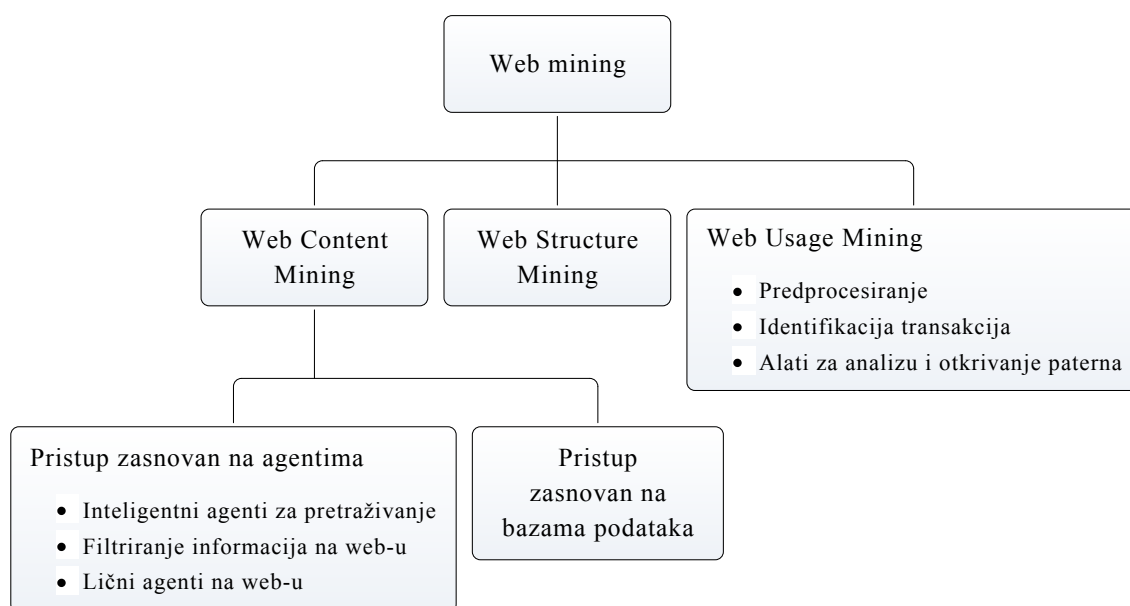 Web mining
Web Content
Mining
Web Structure
Mining
Web Usage Mining
• Predprocesiranje
• Identifikacija transakcija
• Alati za analizu i otkrivanje paterna
Pristup zasnovan na agentima
• Inteligentni agenti za pretraživanje
• Filtriranje informacija na web-u
• Lični agenti na web-u
Pristup
zasnovan na
bazama podataka